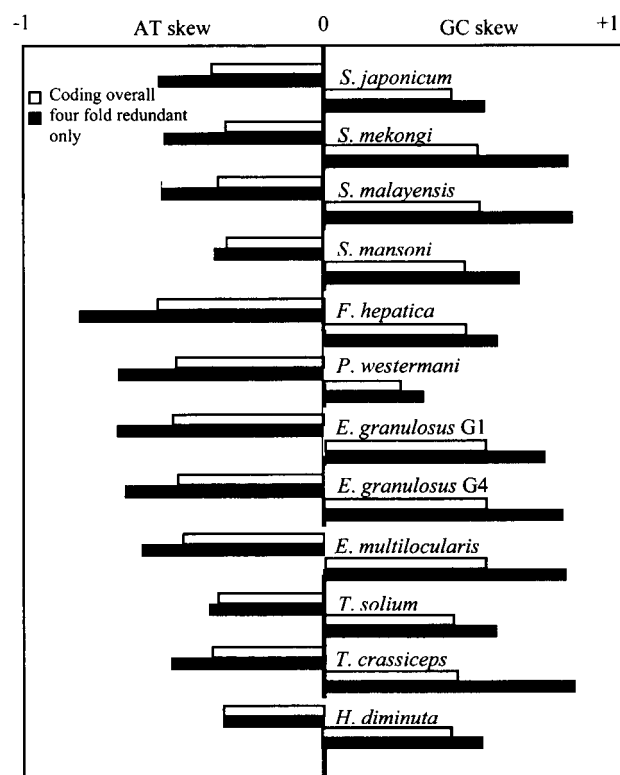 -1 0 +1
AT skew GC skew
Coding overall
four fold redundant
only
S. japonicum
S. mekongi
S. malayensis
S. mansoni
F. hepatica
P. westermani
E. granulosus G1
E. granulosus G4
E. multilocularis
T. solium
T. crassiceps
H. diminuta